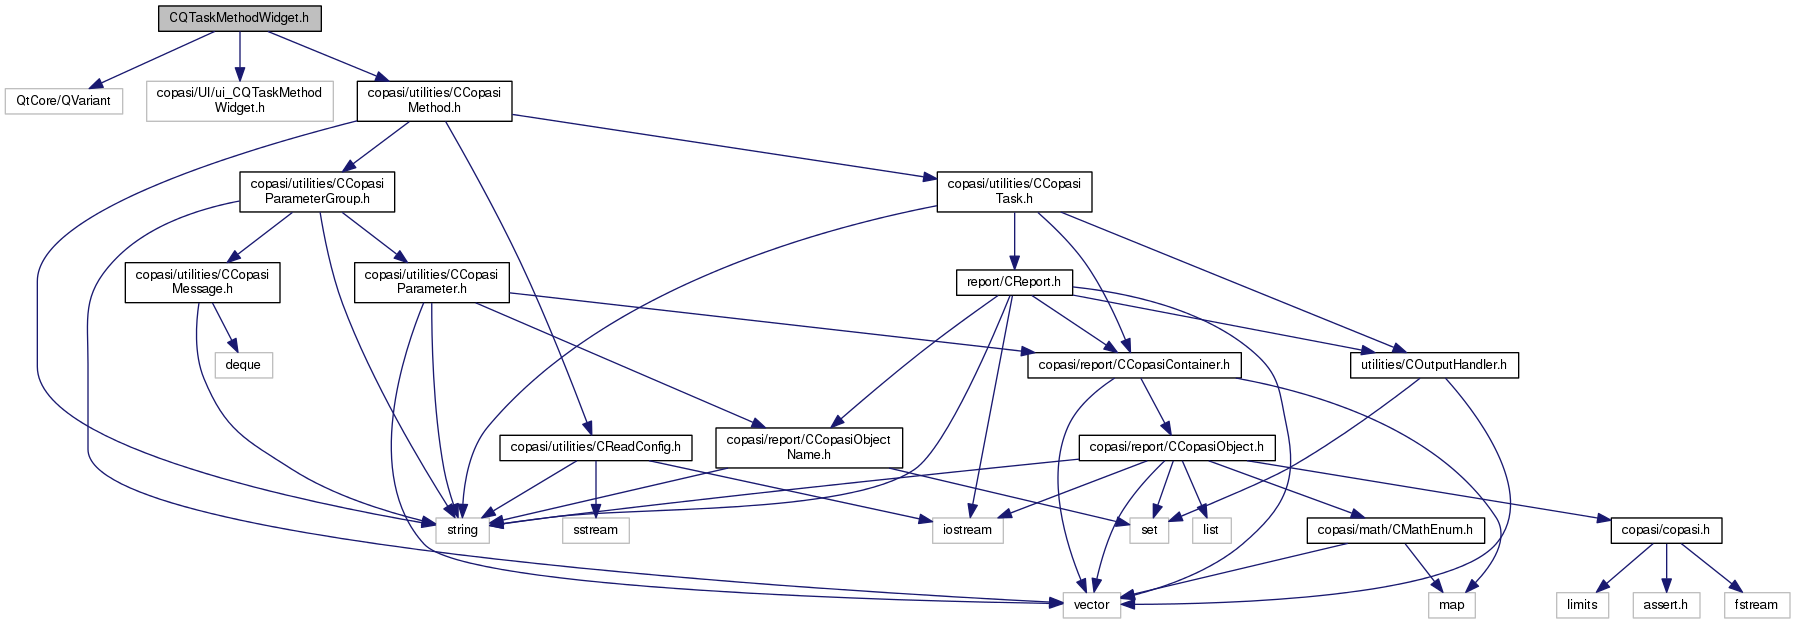 CQTaskMethodWidget.h
QtCore/QVariant
copasi/UI/ui_CQTaskMethod
Widget.h
copasi/utilities/CCopasi
Method.h
copasi/utilities/CCopasi
ParameterGroup.h
copasi/utilities/CCopasi
Task.h
copasi/utilities/CCopasi
Message.h
copasi/utilities/CCopasi
Parameter.h
report/CReport.h
deque
copasi/report/CCopasiContainer.h
utilities/COutputHandler.h
copasi/utilities/CReadConfig.h
copasi/report/CCopasiObject
Name.h
copasi/report/CCopasiObject.h
string
sstream
iostream
set
list
copasi/math/CMathEnum.h
copasi/copasi.h
vector
map
limits
assert.h
fstream